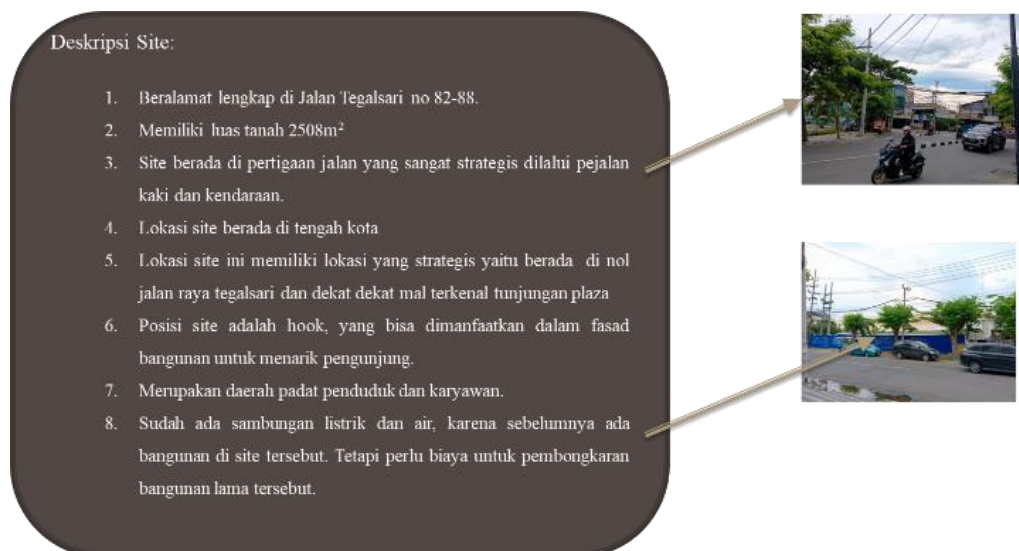 Deskripsi Site:
1. Beralamat lengkap di Jalan Tegalsari no 82-88.
2. Memiliki luas tanah 2508m²
3. Site berada di pertigaan jalan yang sangat strategis dilalui pejalan
kaki dan kendaraan.
4. Lokasi site berada di tengah kota
5. Lokasi site ini memiliki lokasi yang strategis yaitu berada di nol
jalan raya tegalsari dan dekat dekat mal terkenal tunjungan plaza
6. Posisi site adalah hook, yang bisa dimanfaatkan dalam fasad
bangunan untuk menarik pengunjung.
7. Merupakan daerah padat penduduk dan karyawan.
8. Sudah ada sambungan listrik dan air, karena sebelumnya ada
bangunan di site tersebut. Tetapi perlu biaya untuk pembongkaran
bangunan lama tersebut.